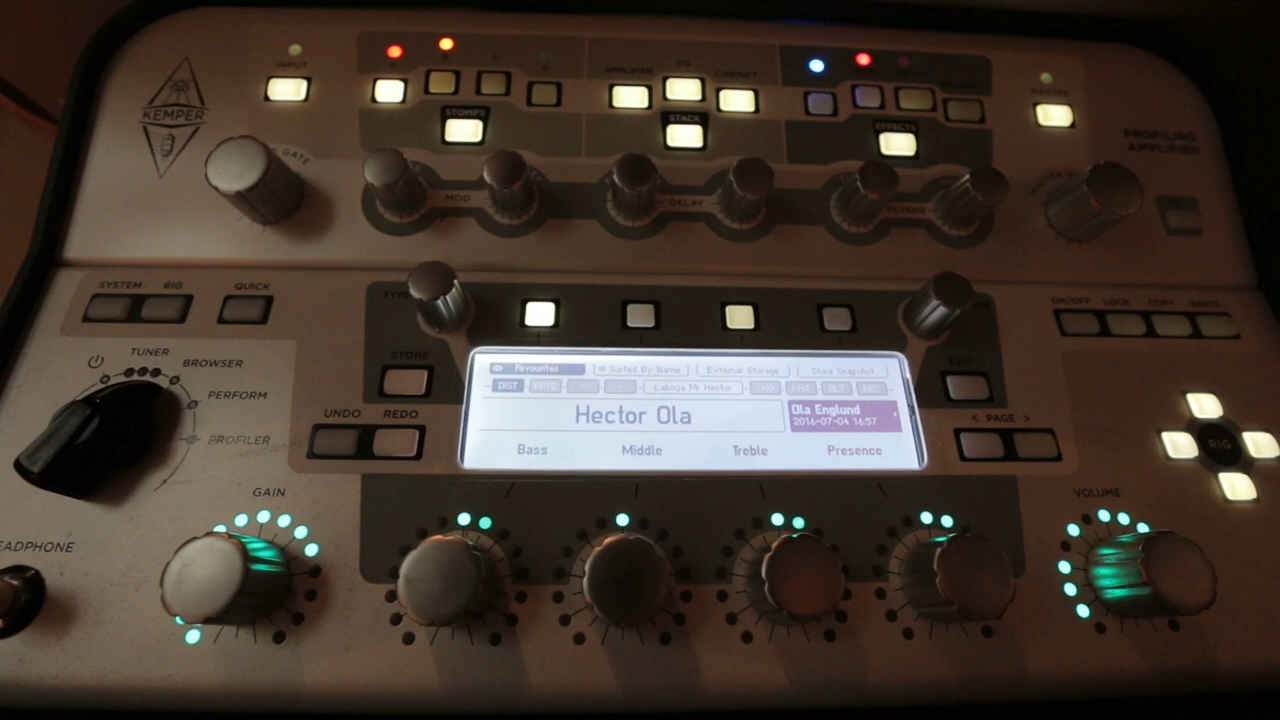 INPUT
A
B
C
D
AMPLIFIER
EQ
CABINET
MASTER
KEMPER
STOMPS
STACK
EFFECTS
PROFILING
AMPLIFIER
GATE
MOD
DELAY
REVERB
SYSTEM RIG QUICK
TYPE
ON/OFF LOCK COPY PASTE
TUNER
BROWSER
PERFORM
PROFILER
STORE
EXIT
UNDO REDO
< PAGE >
RIG
Favourites Sorted By:Name External Storage Store Snapshot
DIST Laboga Mr Hector
Hector Ola
Ola Englund
2016-07-04 16:57
Bass Middle Treble Presence
GAIN
VOLUME
EADPHONE